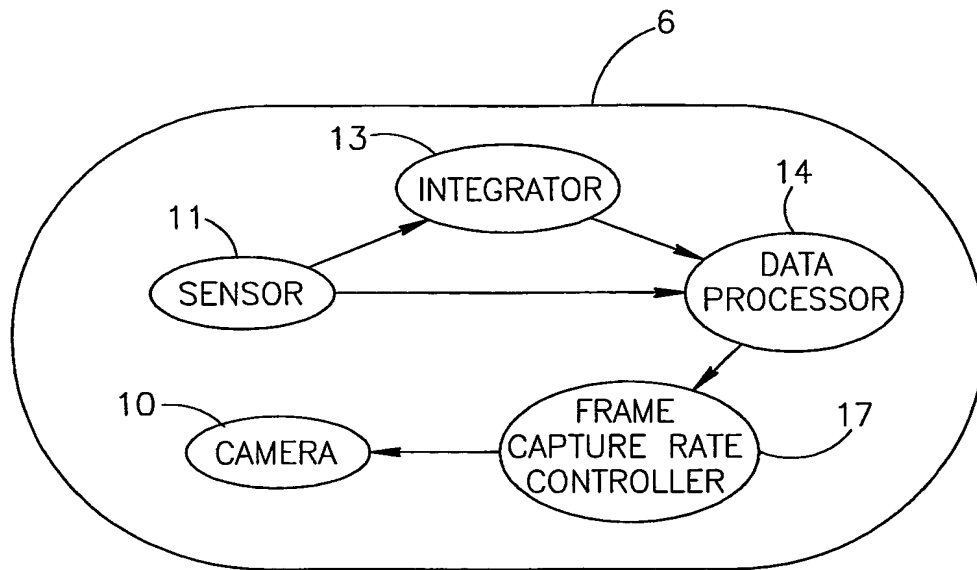 6
13
INTEGRATOR
14
11
DATA
PROCESSOR
SENSOR
10
FRAME
CAPTURE RATE
CONTROLLER
17
CAMERA